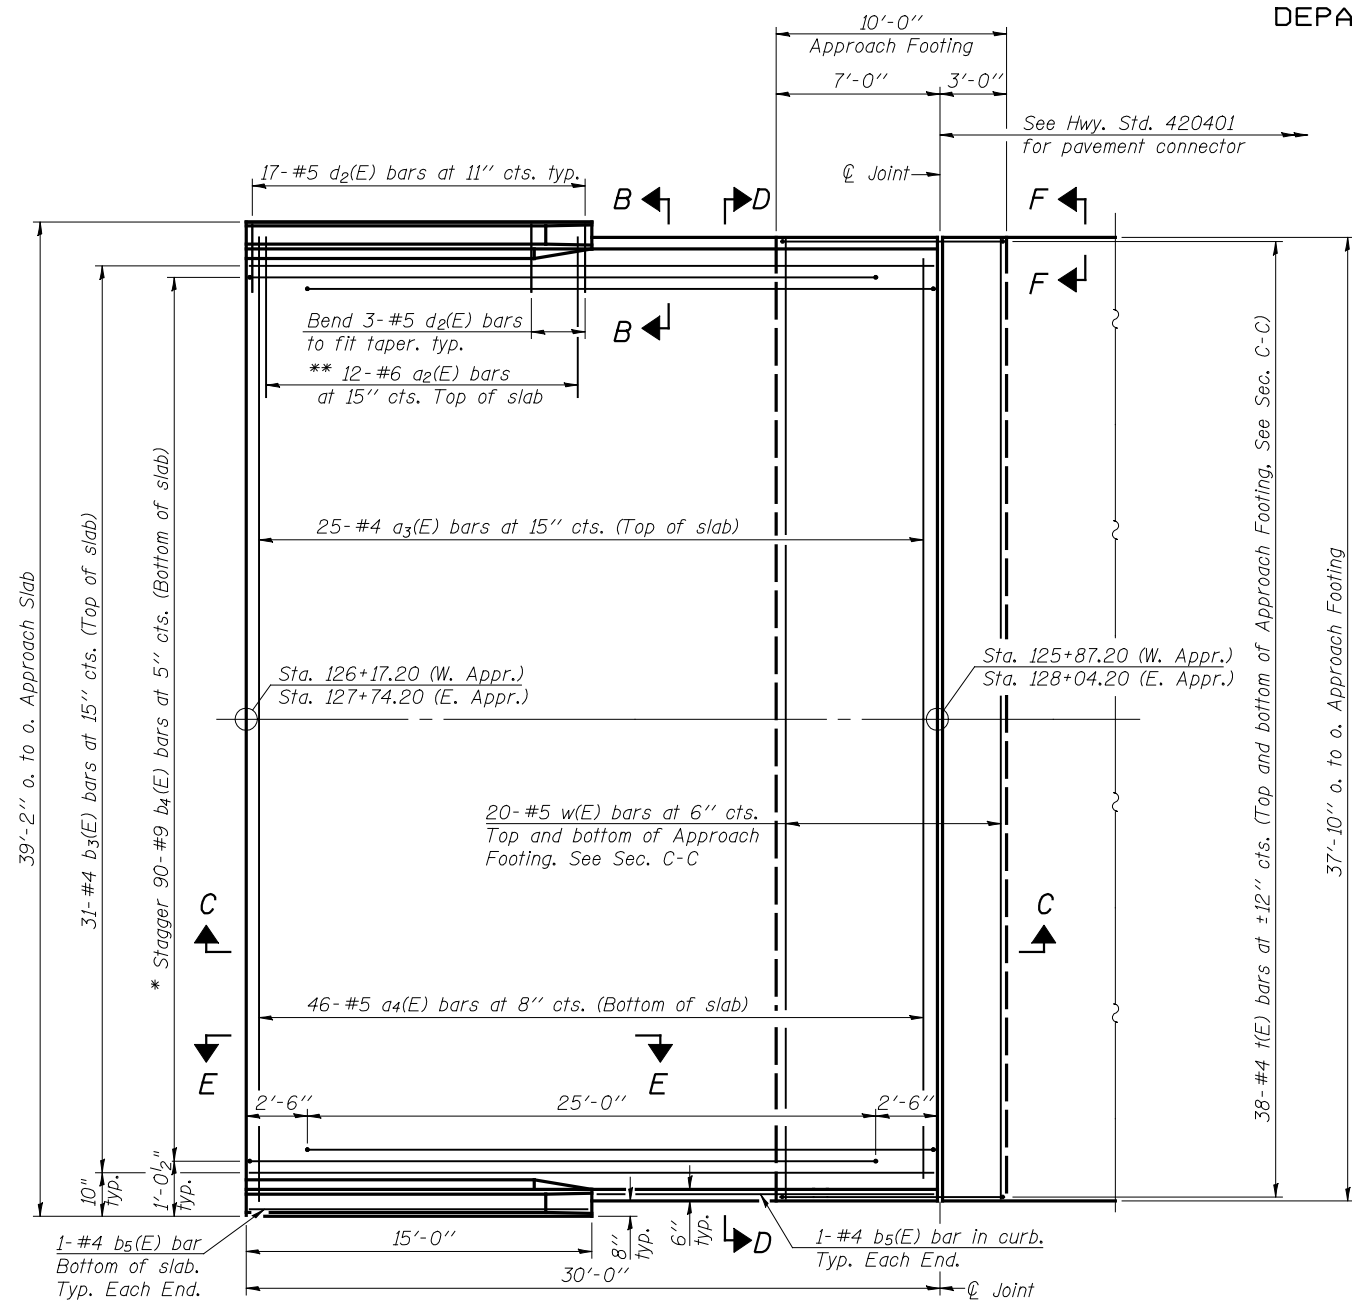 DEPA
10'-0"
Approach Footing
7'-0"
3'-0"
See Hwy. Std. 420401
for pavement connector
℄ Joint
17-#5 d2(E) bars at 11" cts. typ.
B
D
F
F
B
Bend 3-#5 d2(E) bars
to fit taper. typ.
** 12-#6 a2(E) bars
at 15" cts. Top of slab
25-#4 a3(E) bars at 15" cts. (Top of slab)
39'-2" o. to o. Approach Slab
31-#4 b3(E) bars at 15" cts. (Top of slab)
* Stagger 90-#9 b4(E) bars at 5" cts. (Bottom of slab)
Sta. 126+17.20 (W. Appr.)
Sta. 127+74.20 (E. Appr.)
Sta. 125+87.20 (W. Appr.)
Sta. 128+04.20 (E. Appr.)
38-#4 t(E) bars at ±12" cts. (Top and bottom of Approach Footing, See Sec. C-C)
37'-10" o. to o. Approach Footing
20-#5 w(E) bars at 6" cts.
Top and bottom of Approach
Footing. See Sec. C-C
C
C
46-#5 a4(E) bars at 8" cts. (Bottom of slab)
E
E
2'-6"
25'-0"
2'-6"
10"
typ.
1'-0½"
typ.
1-#4 b5(E) bar
Bottom of slab.
Typ. Each End.
15'-0"
8"
typ.
6"
typ.
D
1-#4 b5(E) bar in curb.
Typ. Each End.
30'-0"
℄ Joint